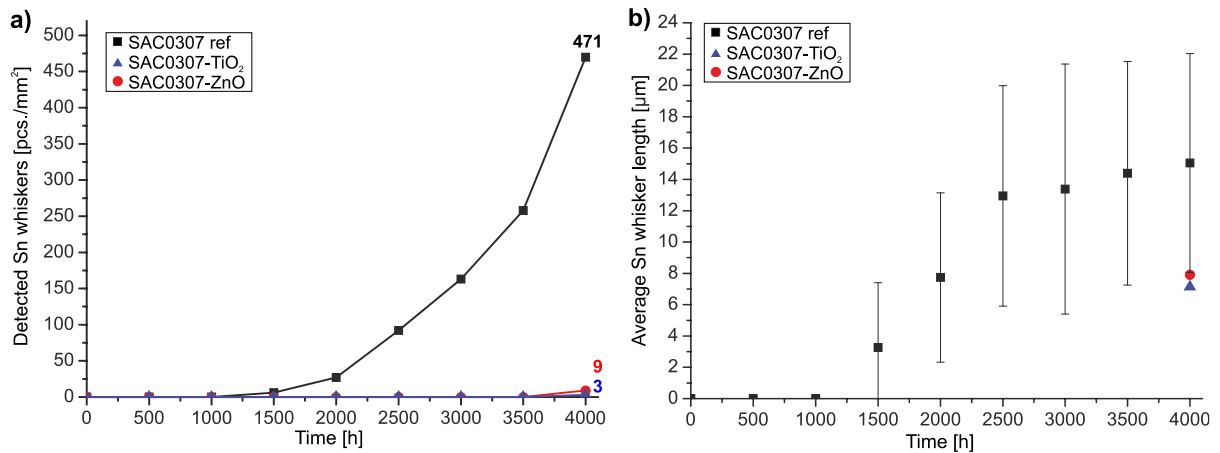 a)
Detected Sn whiskers [pcs./mm²]
500
450
400
350
300
250
200
150
100
50
0
SAC0307 ref
SAC0307-TiO₂
SAC0307-ZnO
471
9
3
0 500 1000 1500 2000 2500 3000 3500 4000
Time [h]
b)
Average Sn whisker length [µm]
24
22
20
18
16
14
12
10
8
6
4
2
0
SAC0307 ref
SAC0307-TiO₂
SAC0307-ZnO
0 500 1000 1500 2000 2500 3000 3500 4000
Time [h]